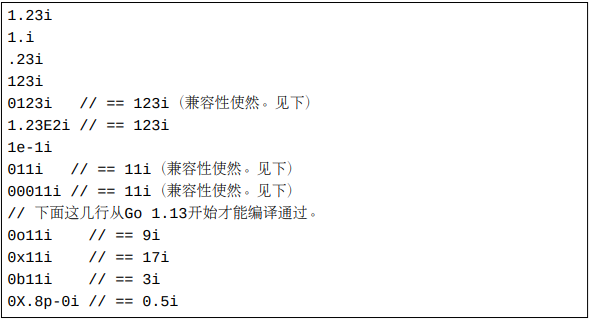 1.23i
1.i
.23i
123i
0123i   // == 123i（兼容性使然。见下）
1.23E2i // == 123i
1e-1i
011i   // == 11i（兼容性使然。见下）
00011i // == 11i（兼容性使然。见下）
// 下面这几行从Go 1.13开始才能编译通过。
0o11i    // == 9i
0x11i    // == 17i
0b11i    // == 3i
0X.8p-0i // == 0.5i